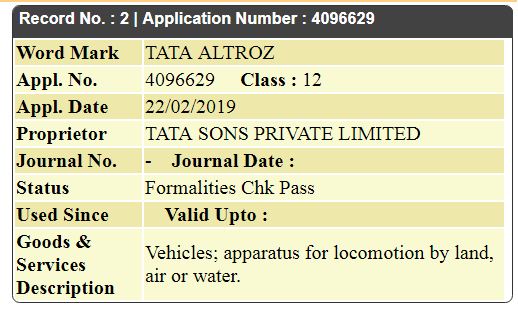 Record No. : 2 | Application Number : 4096629
Word Mark TATA ALTROZ
Appl. No. 4096629 Class : 12
Appl. Date 22/02/2019
Proprietor TATA SONS PRIVATE LIMITED
Journal No. - Journal Date :
Status Formalities Chk Pass
Used Since Valid Upto :
Goods &
Services
Description
Vehicles; apparatus for locomotion by land,
air or water.